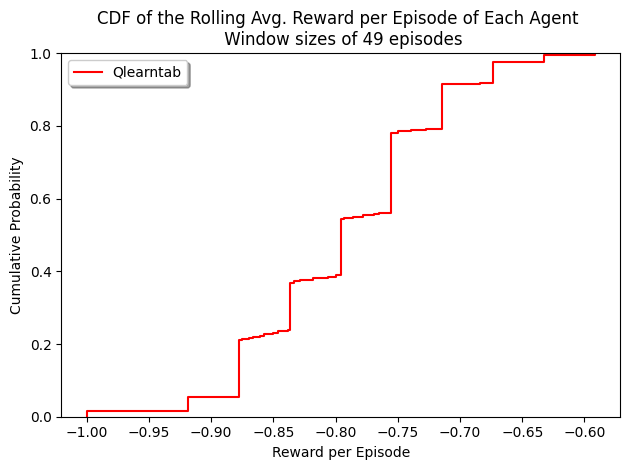 CDF of the Rolling Avg. Reward per Episode of Each Agent
Window sizes of 49 episodes
Qlearntab
1.0
0.8
0.6
0.4
0.2
0.0
Cumulative Probability
−1.00 −0.95 −0.90 −0.85 −0.80 −0.75 −0.70 −0.65 −0.60
Reward per Episode